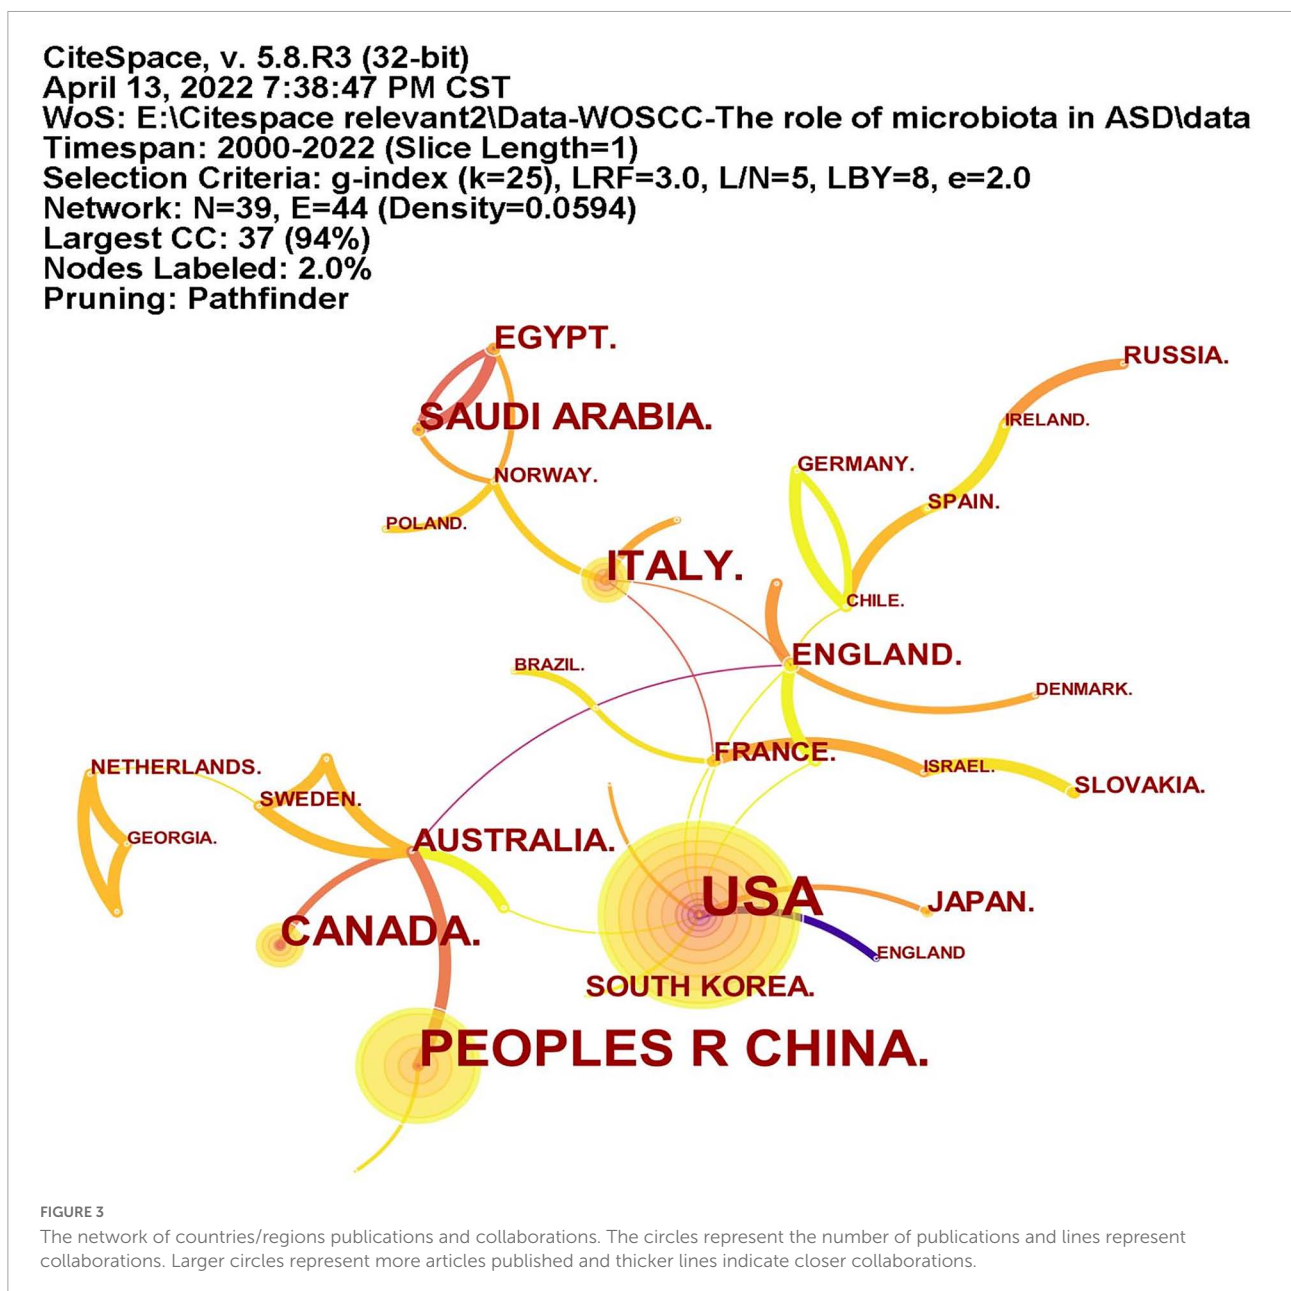 CiteSpace, v. 5.8.R3 (32-bit)
April 13, 2022 7:38:47 PM CST
WoS: E:\Citespace relevant2\Data-WOSCC-The role of microbiota in ASD\data
Timespan: 2000-2022 (Slice Length=1)
Selection Criteria: g-index (k=25), LRF=3.0, L/N=5, LBY=8, e=2.0
Network: N=39, E=44 (Density=0.0594)
Largest CC: 37 (94%)
Nodes Labeled: 2.0%
Pruning: Pathfinder
EGYPT.
RUSSIA.
SAUDI ARABIA.
IRELAND.
GERMANY.
NORWAY.
SPAIN.
POLAND.
ITALY.
CHILE.
ENGLAND.
BRAZIL.
DENMARK.
FRANCE.
NETHERLANDS.
ISRAEL.
SLOVAKIA.
SWEDEN.
GEORGIA.
AUSTRALIA.
USA
JAPAN.
CANADA.
ENGLAND
SOUTH KOREA.
PEOPLES R CHINA.
FIGURE 3
The network of countries/regions publications and collaborations. The circles represent the number of publications and lines represent
collaborations. Larger circles represent more articles published and thicker lines indicate closer collaborations.